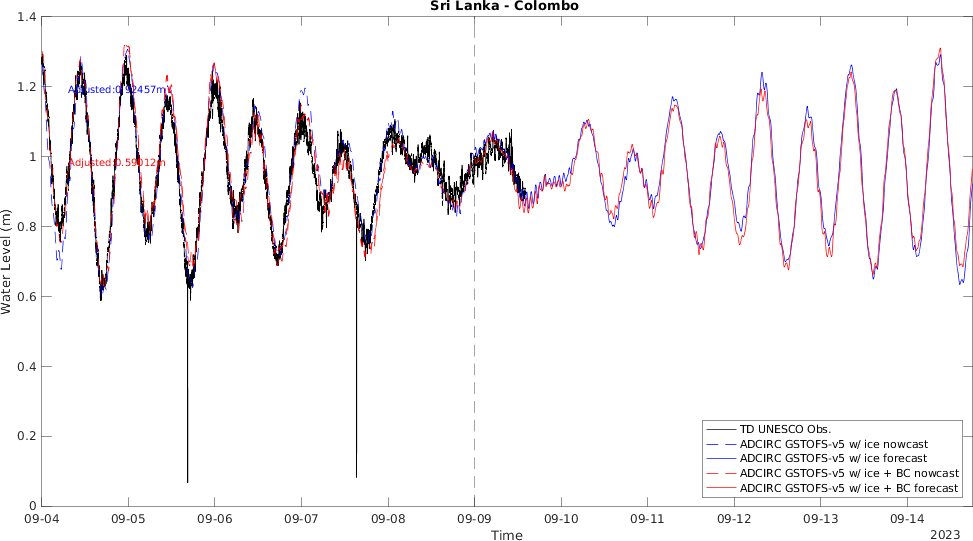 Sri Lanka - Colombo
1.4
1.2
1
0.8
0.6
0.4
0.2
0
Water Level (m)
Adjusted:0.92457m
Adjusted:0.59012m
TD UNESCO Obs.
ADCIRC GSTOFS-v5 w/ ice nowcast
ADCIRC GSTOFS-v5 w/ ice forecast
ADCIRC GSTOFS-v5 w/ ice + BC nowcast
ADCIRC GSTOFS-v5 w/ ice + BC forecast
09-04 09-05 09-06 09-07 09-08 09-09 09-10 09-11 09-12 09-13 09-14
Time
2023